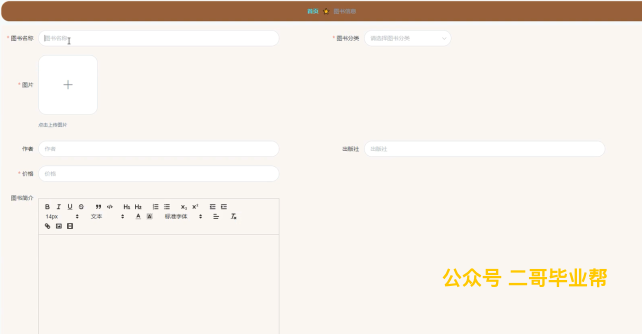 首页 图书信息
* 图书名称 图书名称
* 图书分类 请选择图书分类
* 图片
点击上传图片
作者 作者
出版社 出版社
* 价格 价格
图书简介
B I U S H₁ H₂ X₂ X²
14px 文本 A 标准字体
公众号 二哥毕业帮